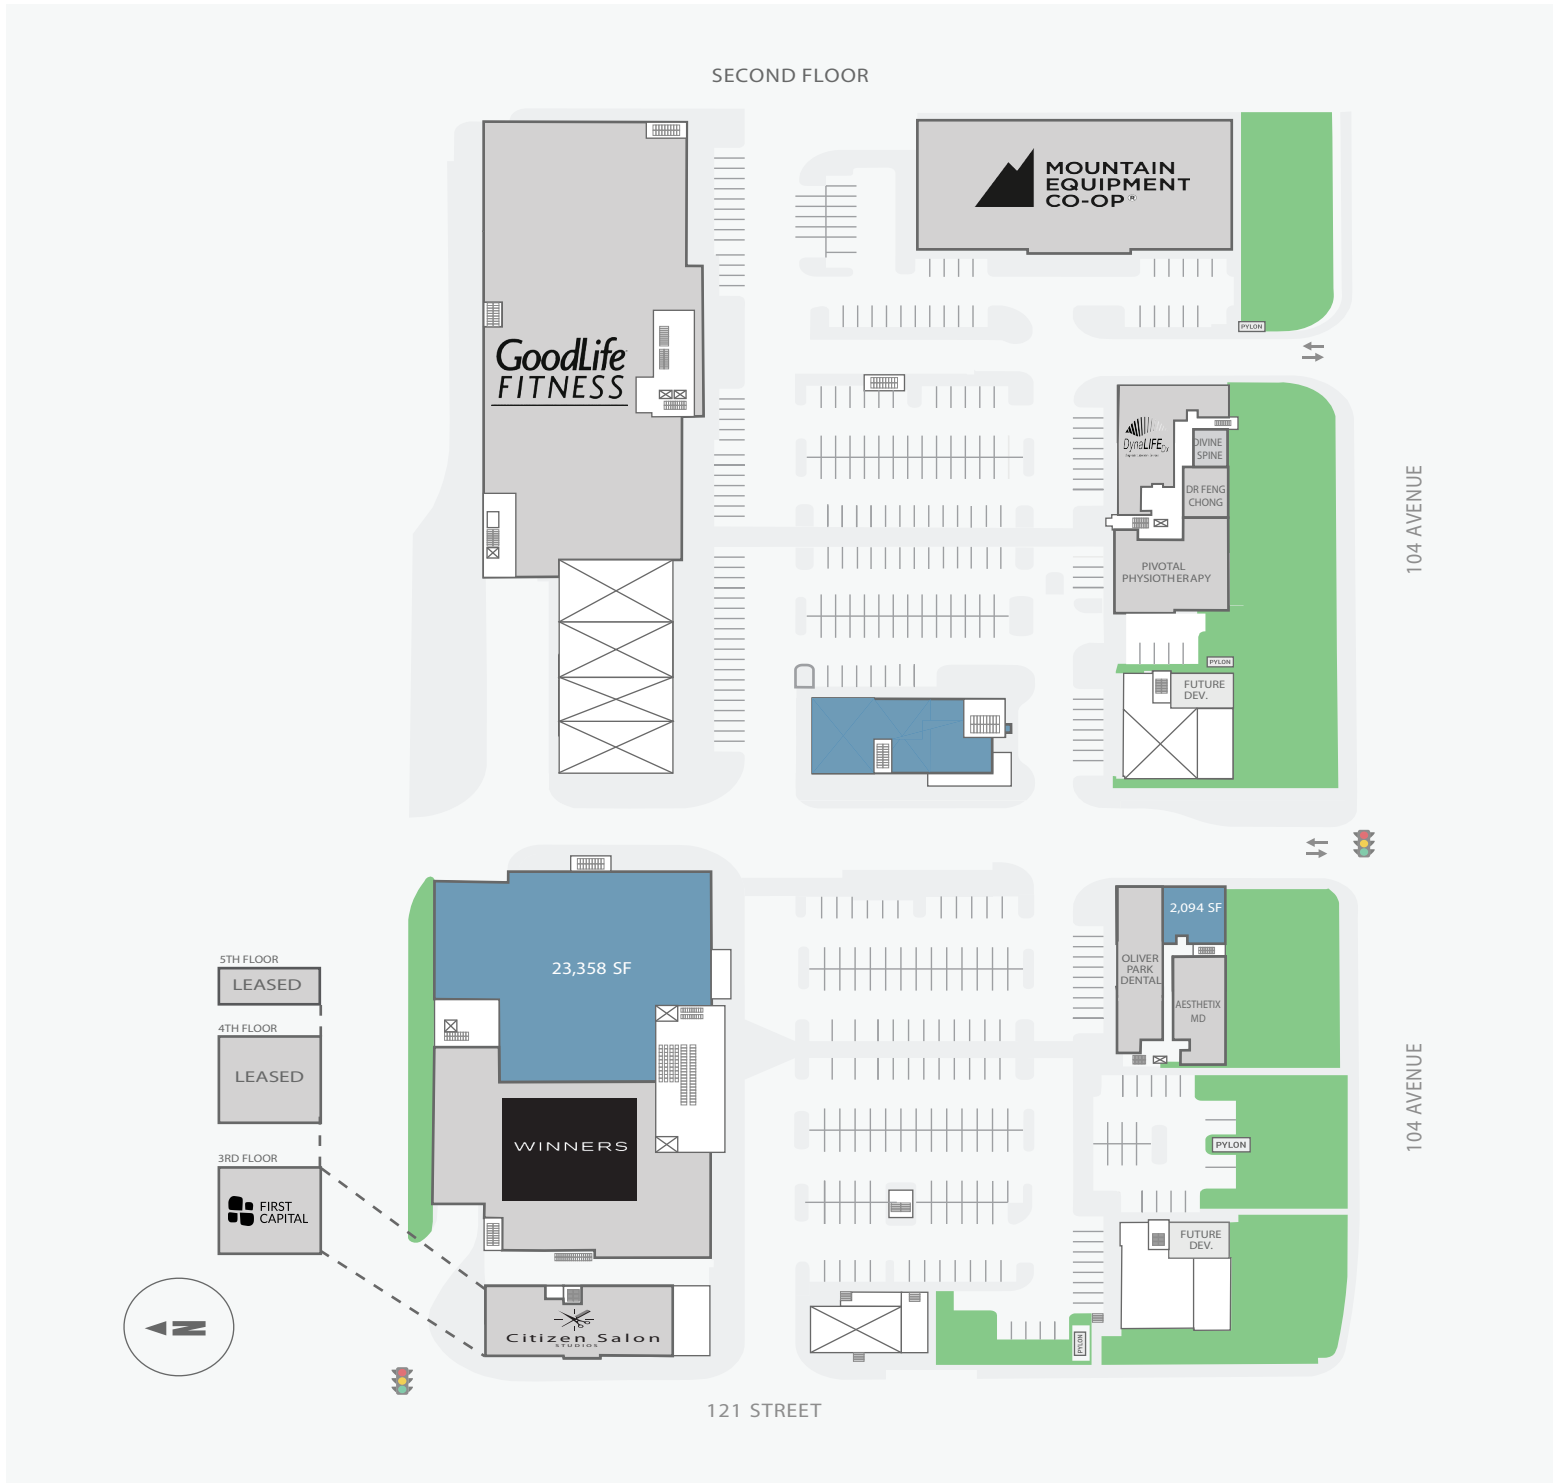 SECOND FLOOR
MOUNTAIN
EQUIPMENT
CO-OP®
PYLON
GoodLife
FITNESS
DynaLIFE Dx
DIVINE
SPINE
DR FENG
CHONG
PIVOTAL
PHYSIOTHERAPY
104 AVENUE
PYLON
FUTURE
DEV.
2,094 SF
OLIVER
PARK
DENTAL
AESTHETIX
MD
23,358 SF
5TH FLOOR
LEASED
4TH FLOOR
LEASED
WINNERS
104 AVENUE
PYLON
3RD FLOOR
FIRST
CAPITAL
FUTURE
DEV.
N
Citizen Salon
STUDIOS
PYLON
121 STREET